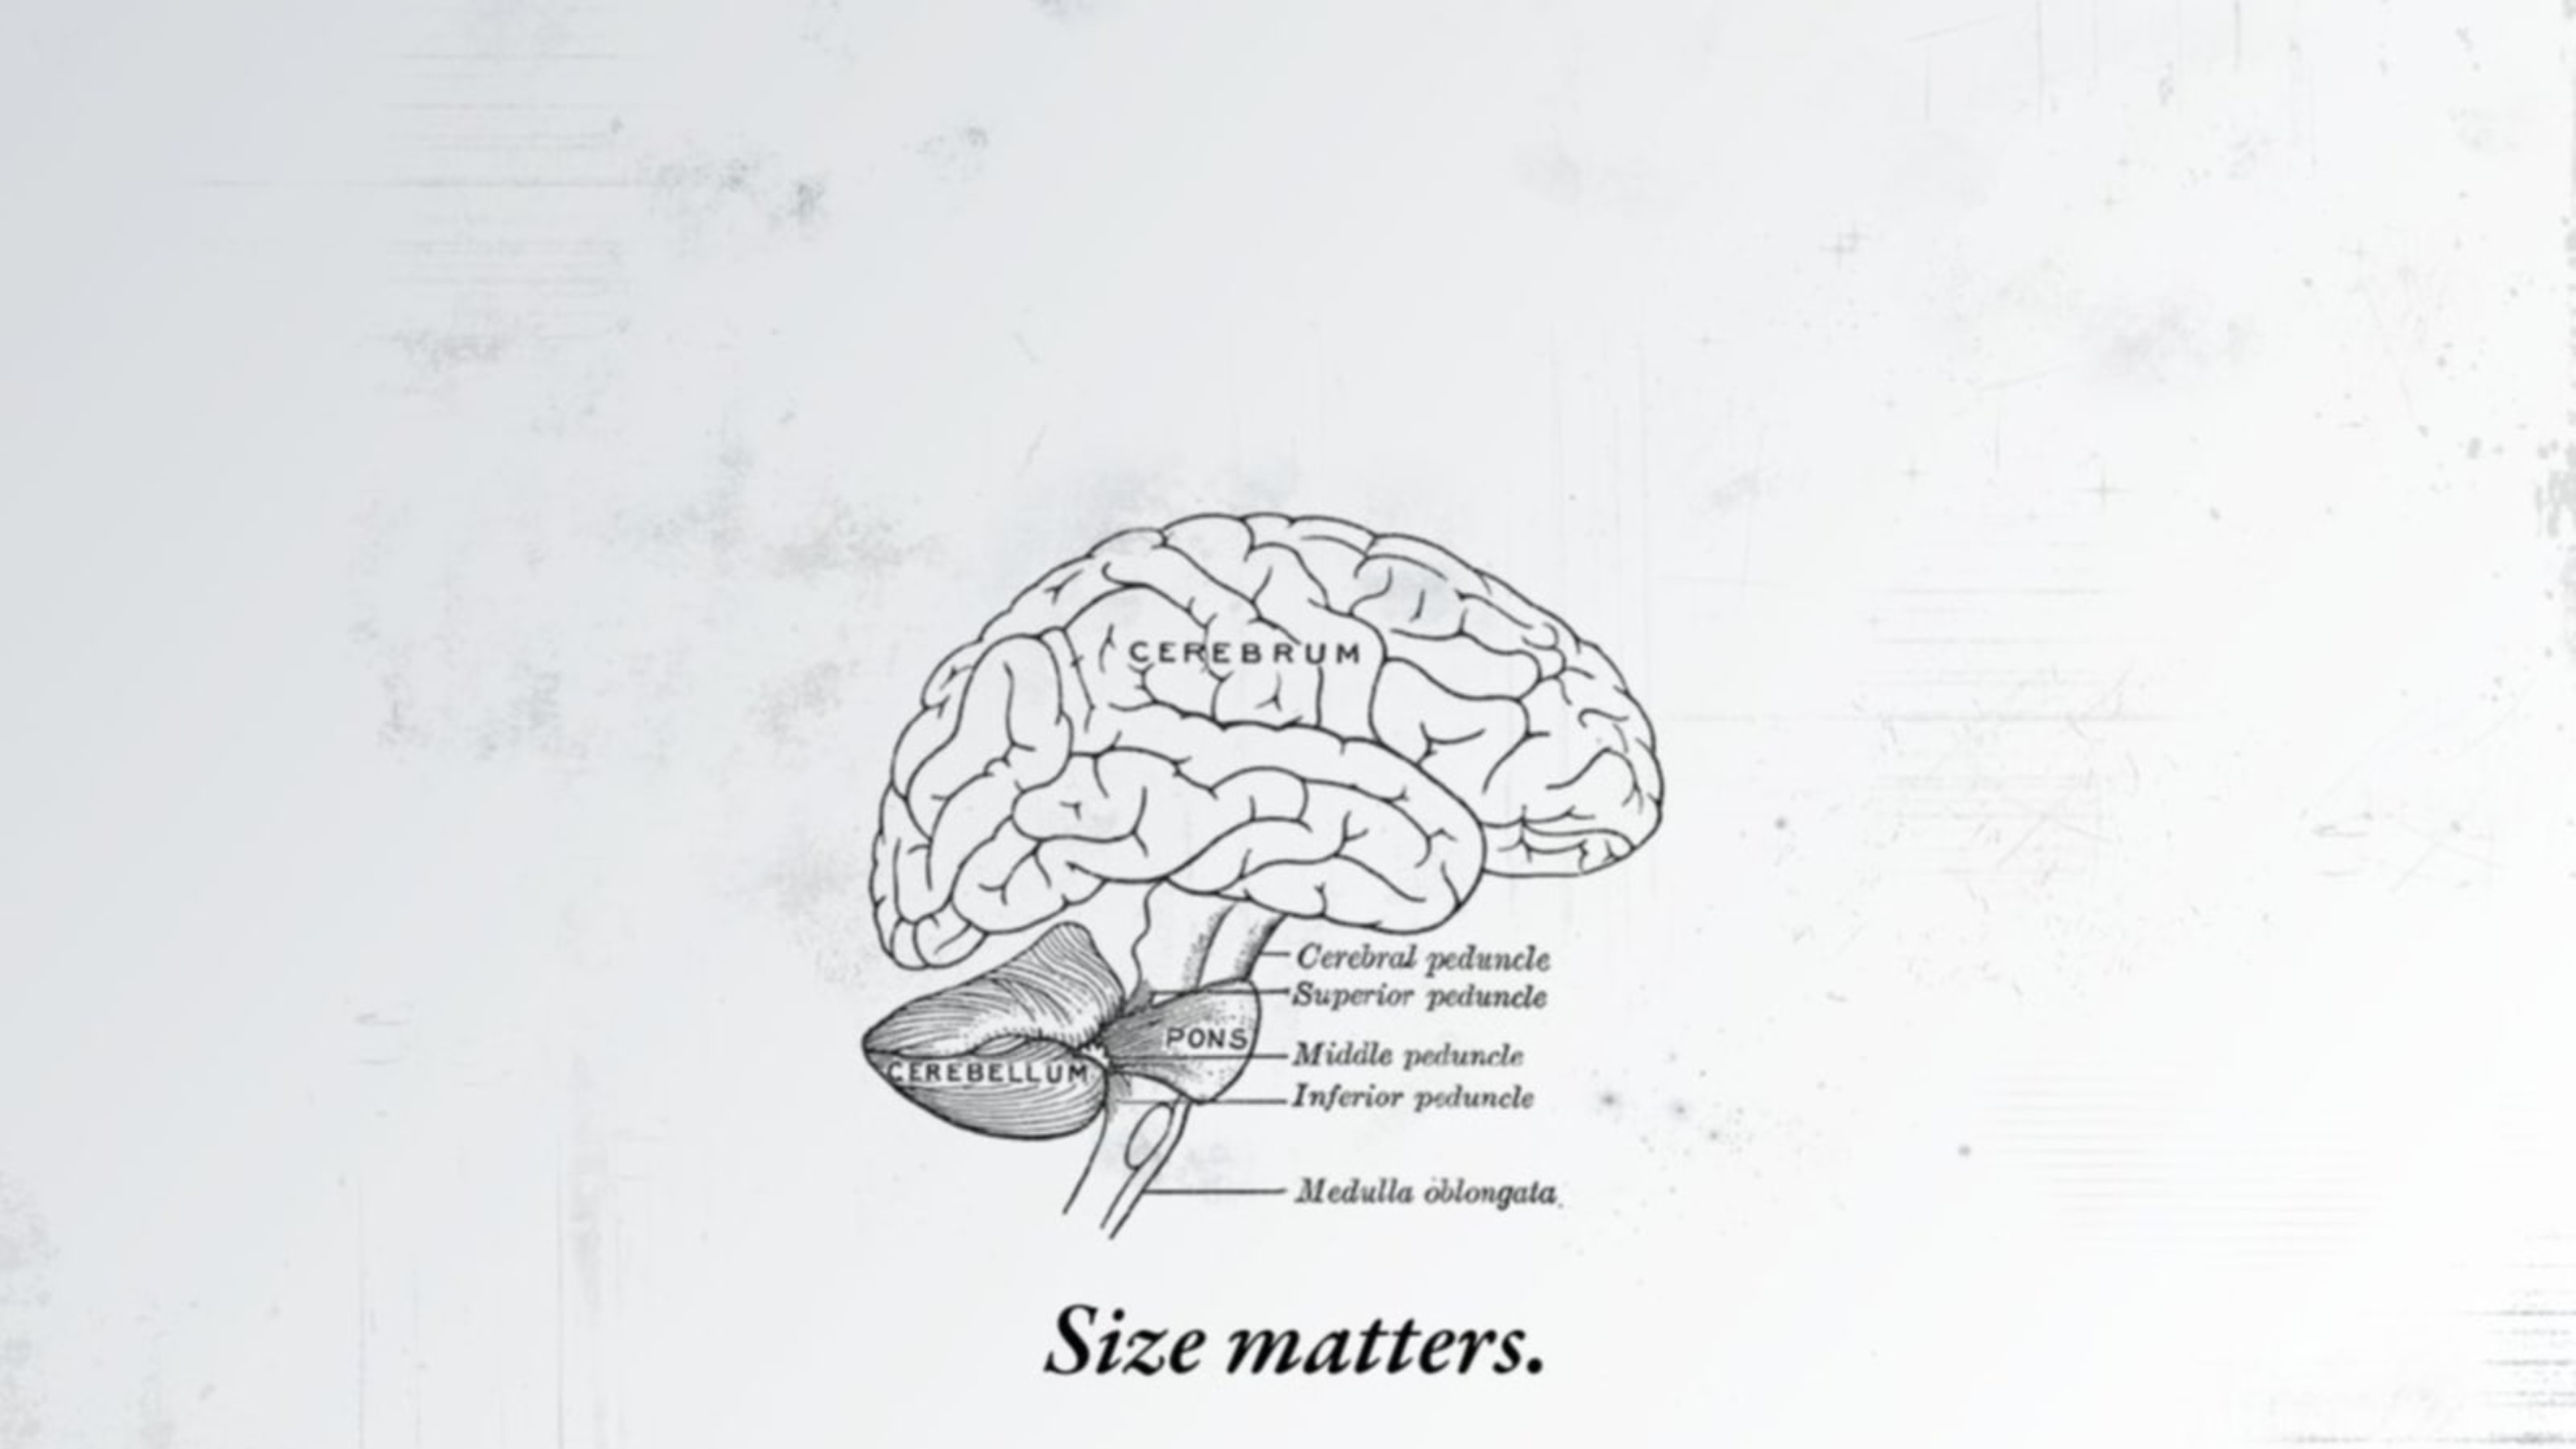 CEREBRUM
Cerebral peduncle
Superior peduncle
PONS
Middle peduncle
CEREBELLUM
Inferior peduncle
Medulla oblongata.
Size matters.